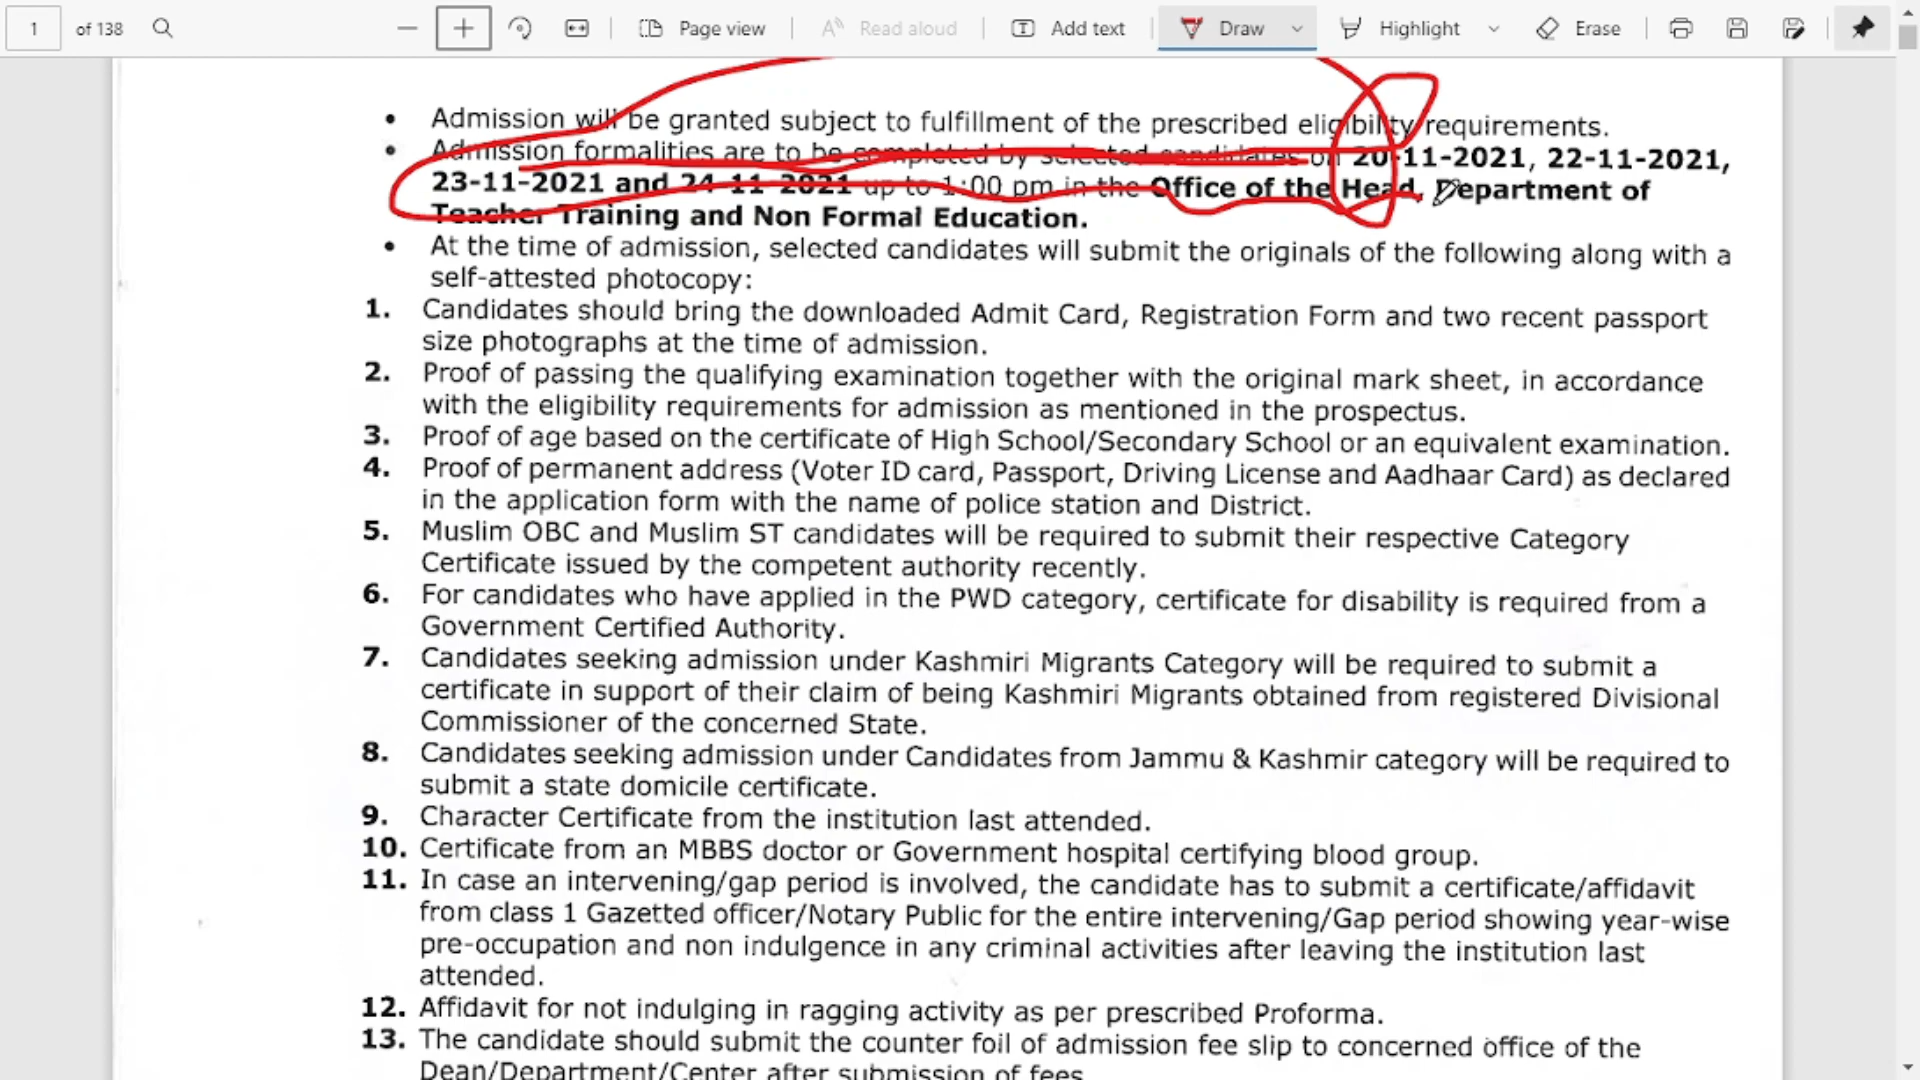 1 of 138 Page view Read aloud Add text Draw Highlight Erase
• Admission will be granted subject to fulfillment of the prescribed eligibility requirements.
• Admission formalities are to be completed by selected candidates on 20-11-2021, 22-11-2021,
23-11-2021 and 24-11-2021 up to 1:00 pm in the Office of the Head, Department of
Teacher Training and Non Formal Education.
• At the time of admission, selected candidates will submit the originals of the following along with a
self-attested photocopy:
1. Candidates should bring the downloaded Admit Card, Registration Form and two recent passport
size photographs at the time of admission.
2. Proof of passing the qualifying examination together with the original mark sheet, in accordance
with the eligibility requirements for admission as mentioned in the prospectus.
3. Proof of age based on the certificate of High School/Secondary School or an equivalent examination.
4. Proof of permanent address (Voter ID card, Passport, Driving License and Aadhaar Card) as declared
in the application form with the name of police station and District.
5. Muslim OBC and Muslim ST candidates will be required to submit their respective Category
Certificate issued by the competent authority recently.
6. For candidates who have applied in the PWD category, certificate for disability is required from a
Government Certified Authority.
7. Candidates seeking admission under Kashmiri Migrants Category will be required to submit a
certificate in support of their claim of being Kashmiri Migrants obtained from registered Divisional
Commissioner of the concerned State.
8. Candidates seeking admission under Candidates from Jammu & Kashmir category will be required to
submit a state domicile certificate.
9. Character Certificate from the institution last attended.
10. Certificate from an MBBS doctor or Government hospital certifying blood group.
11. In case an intervening/gap period is involved, the candidate has to submit a certificate/affidavit
from class 1 Gazetted officer/Notary Public for the entire intervening/Gap period showing year-wise
pre-occupation and non indulgence in any criminal activities after leaving the institution last
attended.
12. Affidavit for not indulging in ragging activity as per prescribed Proforma.
13. The candidate should submit the counter foil of admission fee slip to concerned office of the
Dean/Department/Center after submission of fees